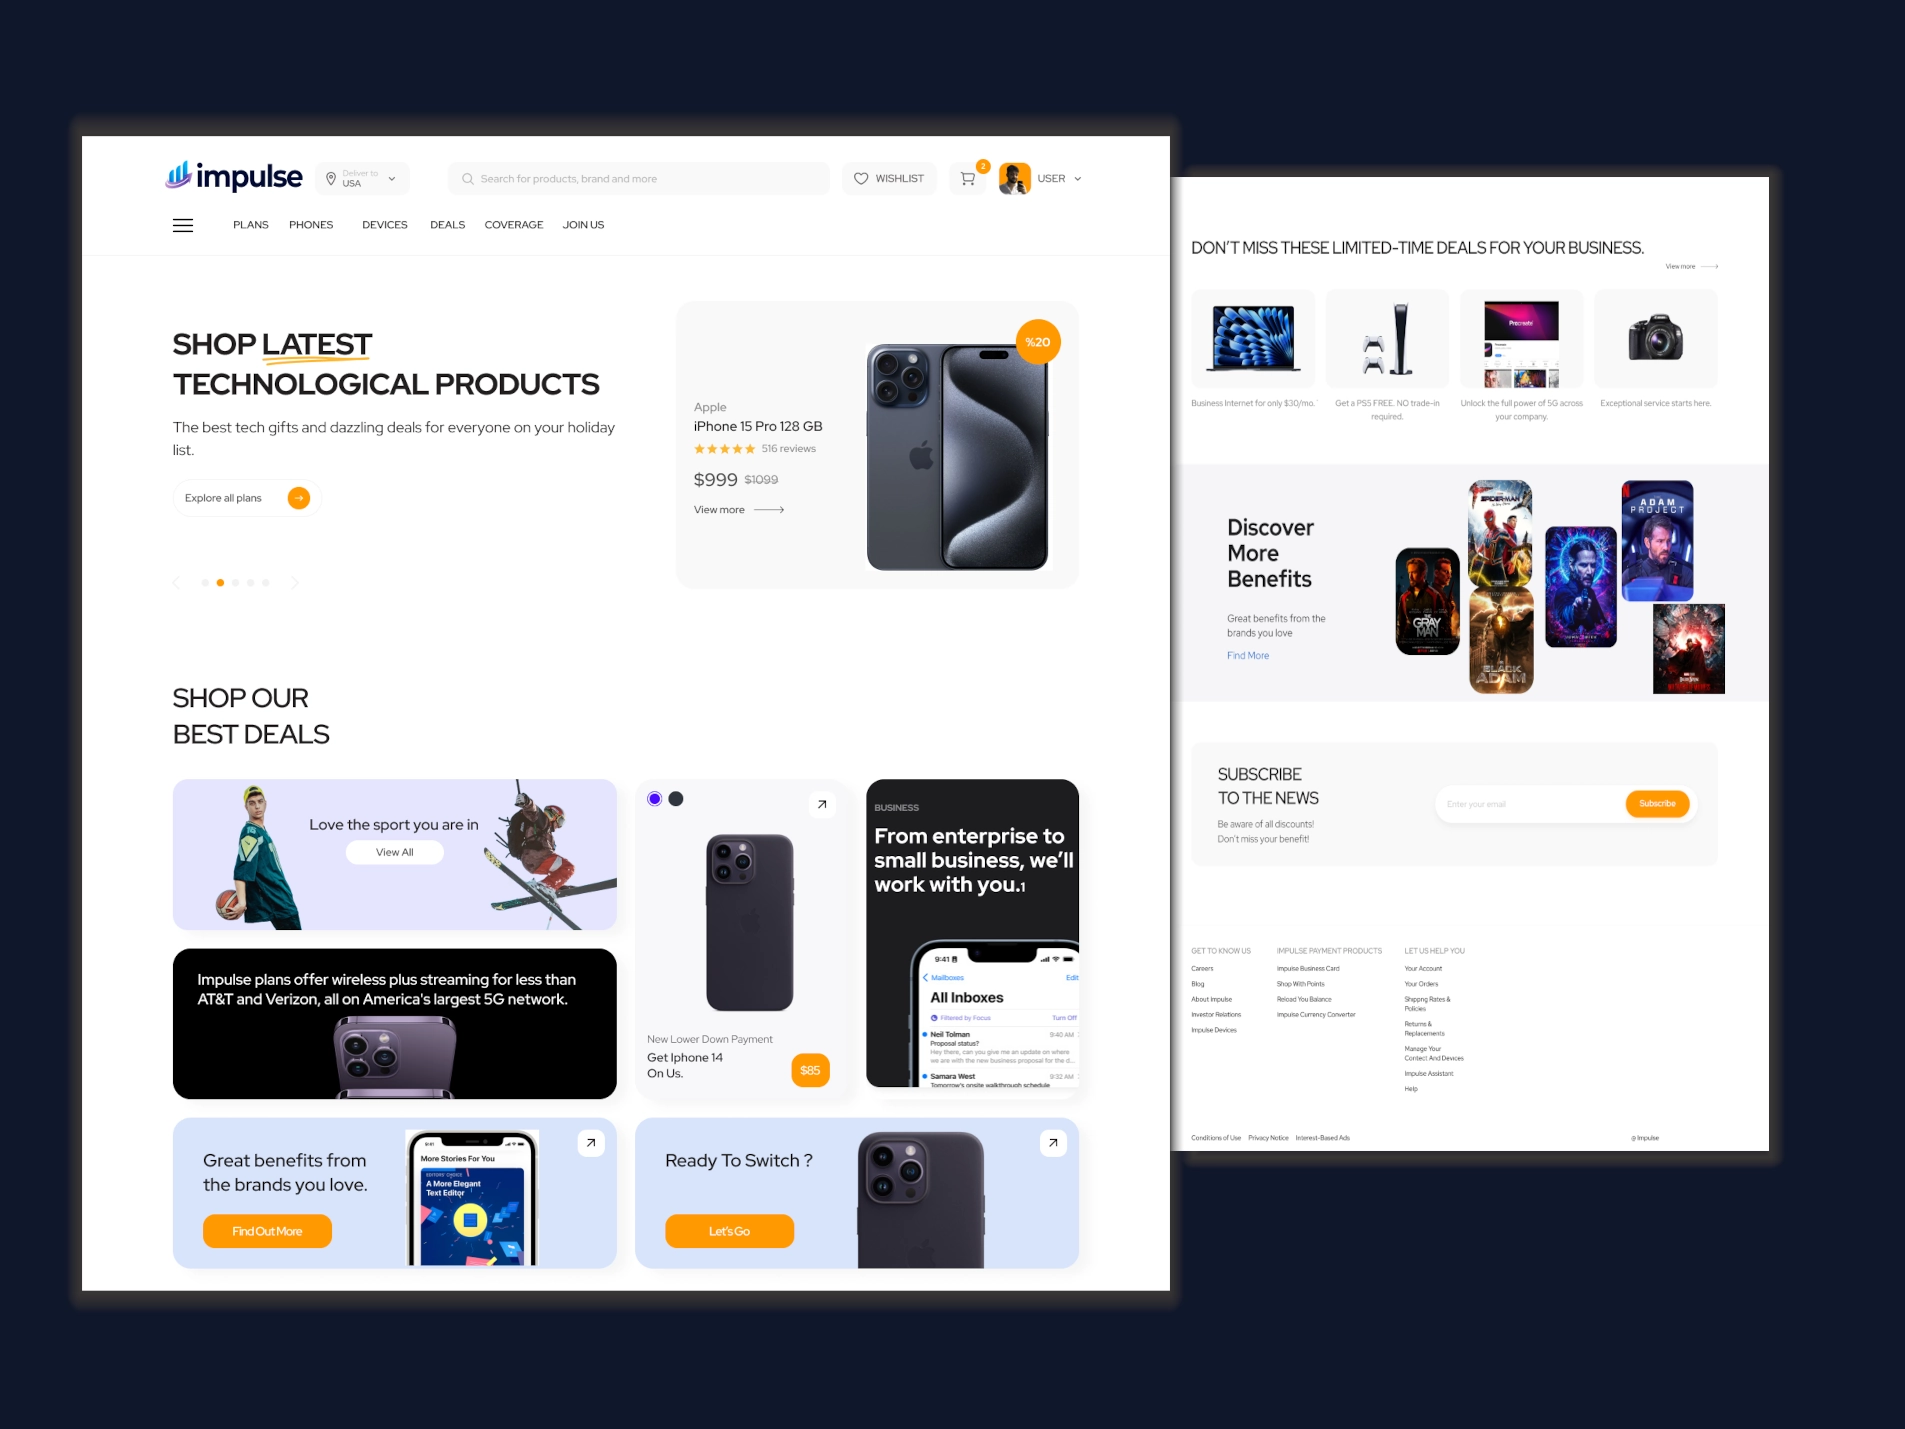 impulse
Deliver to
USA
Search for products, brand and more
WISHLIST
2
USER
PLANS
PHONES
DEVICES
DEALS
COVERAGE
JOIN US
SHOP LATEST
TECHNOLOGICAL PRODUCTS
The best tech gifts and dazzling deals for everyone on your holiday
list.
Explore all plans
%20
Apple
iPhone 15 Pro 128 GB
516 reviews
$999 $1099
View more
SHOP OUR
BEST DEALS
Love the sport you are in
View All
Impulse plans offer wireless plus streaming for less than
AT&T and Verizon, all on America's largest 5G network.
New Lower Down Payment
Get Iphone 14
On Us.
$85
BUSINESS
From enterprise to
small business, we'll
work with you.1
9:41
Mailboxes
Edit
All Inboxes
Filtered by Focus
Turn Off
Neil Tolman
9:40 AM
Proposal status?
Hey there, can you give me an update on where
we are with the new business proposal for the d...
Samara West
9:32 AM
Tomorrow's onsite walkthrough schedule
Great benefits from
the brands you love.
Find Out More
9:41
More Stories For You
EDITORS' CHOICE
A More Elegant
Text Editor
Ready To Switch ?
Let's Go
DON'T MISS THESE LIMITED-TIME DEALS FOR YOUR BUSINESS.
View more
Procreate
Business Internet for only $30/mo.
Get a PS5 FREE. NO trade-in
required.
Unlock the full power of 5G across
your company.
Exceptional service starts here.
Discover
More
Benefits
Great benefits from the
brands you love
Find More
SPIDER-MAN
ADAM
PROJECT
THE
GRAY
MAN
BLACK
ADAM
JOHN WICK
SUBSCRIBE
TO THE NEWS
Be aware of all discounts!
Don't miss your benefit!
Enter your email
Subscribe
GET TO KNOW US
Careers
Blog
About Impulse
Investor Relations
Impulse Devices
IMPULSE PAYMENT PRODUCTS
Impulse Business Card
Shop With Points
Reload You Balance
Impulse Currency Converter
LET US HELP YOU
Your Account
Your Orders
Shippng Rates &
Policies
Returns &
Replacements
Manage Your
Contect And Devices
Impulse Assistant
Help
Conditions of Use
Privacy Notice
Interest-Based Ads
@ Impulse